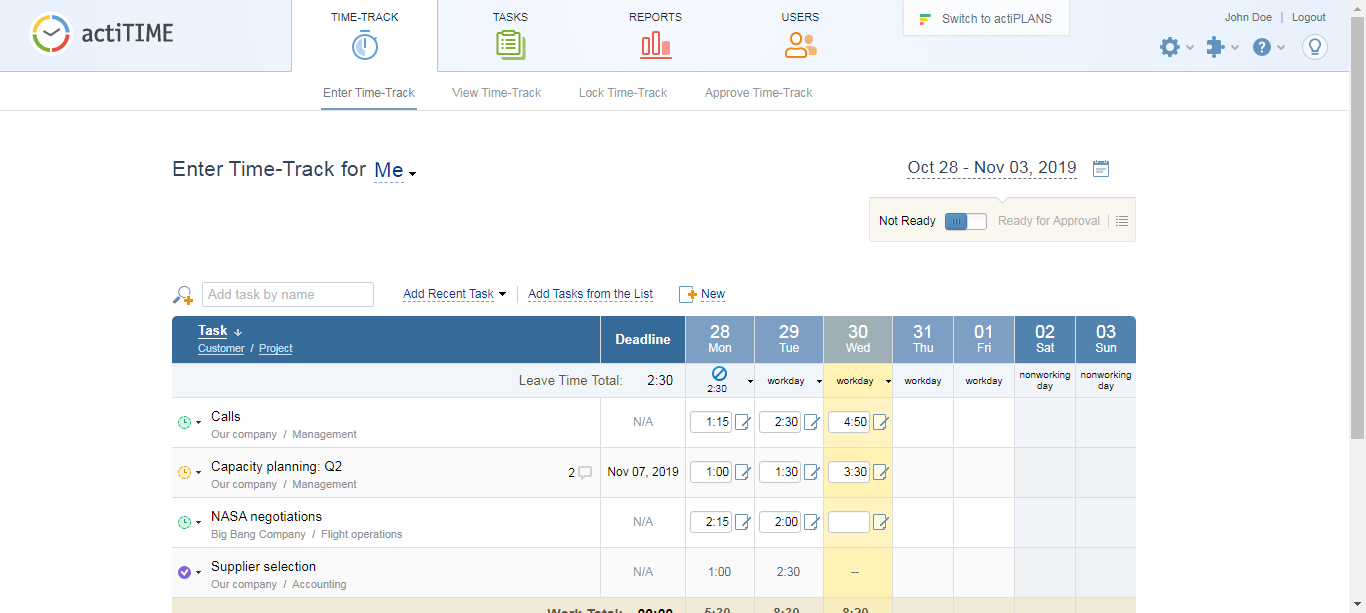 actiTIME
TIME-TRACK TASKS REPORTS USERS
Switch to actiPLANS
John Doe | Logout
Enter Time-Track View Time-Track Lock Time-Track Approve Time-Track
Enter Time-Track for Me
Oct 28 - Nov 03, 2019
Not Ready Ready for Approval
Add task by name Add Recent Task Add Tasks from the List New
Task Deadline 28 29 30 31 01 02 03
Customer / Project Mon Tue Wed Thu Fri Sat Sun
Leave Time Total: 2:30 2:30 workday workday workday workday nonworking day nonworking day
Calls N/A 1:15 2:30 4:50
Our company / Management
Capacity planning: Q2 2 Nov 07, 2019 1:00 1:30 3:30
Our company / Management
NASA negotiations N/A 2:15 2:00
Big Bang Company / Flight operations
Supplier selection N/A 1:00 2:30 --
Our company / Accounting
Work Total: